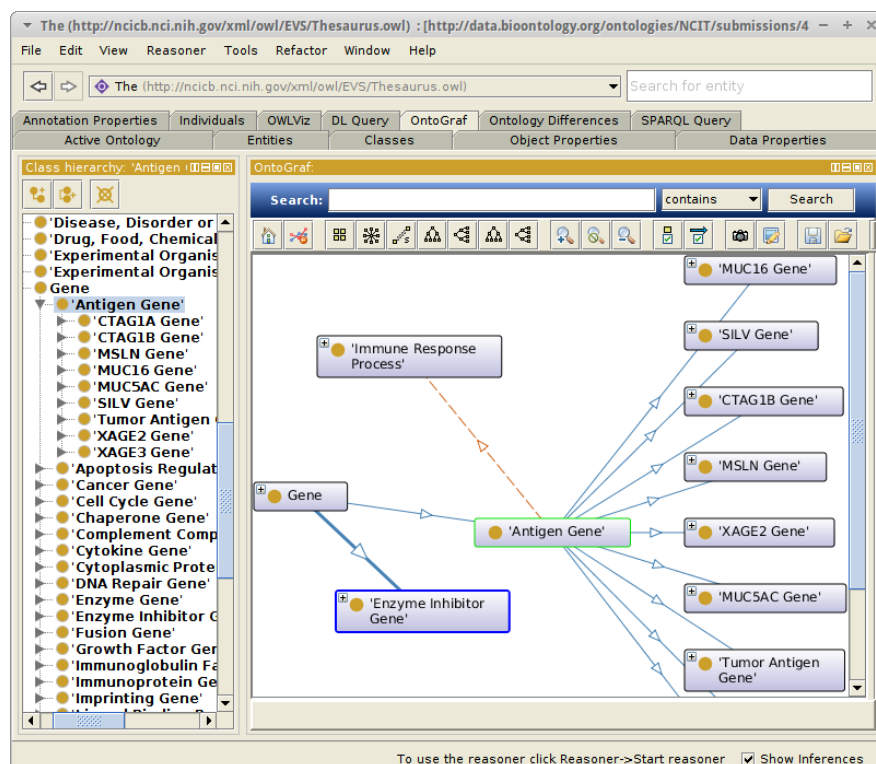 The (http://ncicb.nci.nih.gov/xml/owl/EVS/Thesaurus.owl) : [http://data.bioontology.org/ontologies/NCIT/submissions/4
File Edit View Reasoner Tools Refactor Window Help
The (http://ncicb.nci.nih.gov/xml/owl/EVS/Thesaurus.owl)
Search for entity
Annotation Properties Individuals OWLViz DL Query OntoGraf Ontology Differences SPARQL Query
Active Ontology Entities Classes Object Properties Data Properties
Class hierarchy: 'Antigen
'Disease, Disorder or
'Drug, Food, Chemical
'Experimental Organis
'Experimental Organis
Gene
'Antigen Gene'
'CTAG1A Gene'
'CTAG1B Gene'
'MSLN Gene'
'MUC16 Gene'
'MUC5AC Gene'
'SILV Gene'
'Tumor Antigen
'XAGE2 Gene'
'XAGE3 Gene'
'Apoptosis Regulat
'Cancer Gene'
'Cell Cycle Gene'
'Chaperone Gene'
'Complement Comp
'Cytokine Gene'
'Cytoplasmic Prote
'DNA Repair Gene'
'Enzyme Gene'
'Enzyme Inhibitor G
'Fusion Gene'
'Growth Factor Gen
'Immunoglobulin Fa
'Immunoprotein Ge
'Imprinting Gene'
OntoGraf:
Search: contains Search
'MUC16 Gene'
'SILV Gene'
'Immune Response
Process'
'CTAG1B Gene'
'MSLN Gene'
Gene
'Antigen Gene'
'XAGE2 Gene'
'Enzyme Inhibitor
Gene'
'MUC5AC Gene'
'Tumor Antigen
Gene'
To use the reasoner click Reasoner->Start reasoner Show Inferences